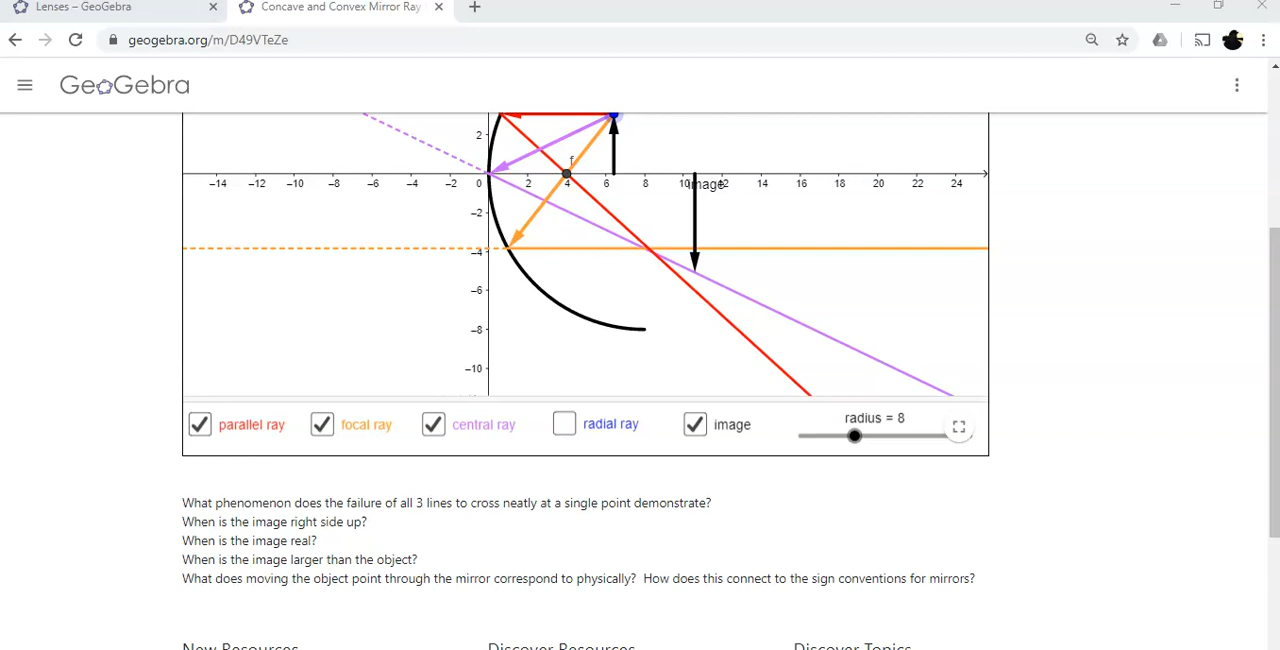 Lenses – GeoGebra
Concave and Convex Mirror Ray
geogebra.org/m/D49VTeZe
GeoGebra
2
f
−14 −12 −10 −8 −6 −4 −2 0 2 4 6 8 10 12 14 16 18 20 22 24
image
−2
−4
−6
−8
−10
parallel ray focal ray central ray radial ray image radius = 8
What phenomenon does the failure of all 3 lines to cross neatly at a single point demonstrate?
When is the image right side up?
When is the image real?
When is the image larger than the object?
What does moving the object point through the mirror correspond to physically? How does this connect to the sign conventions for mirrors?
New Resources Discover Resources Discover Topics